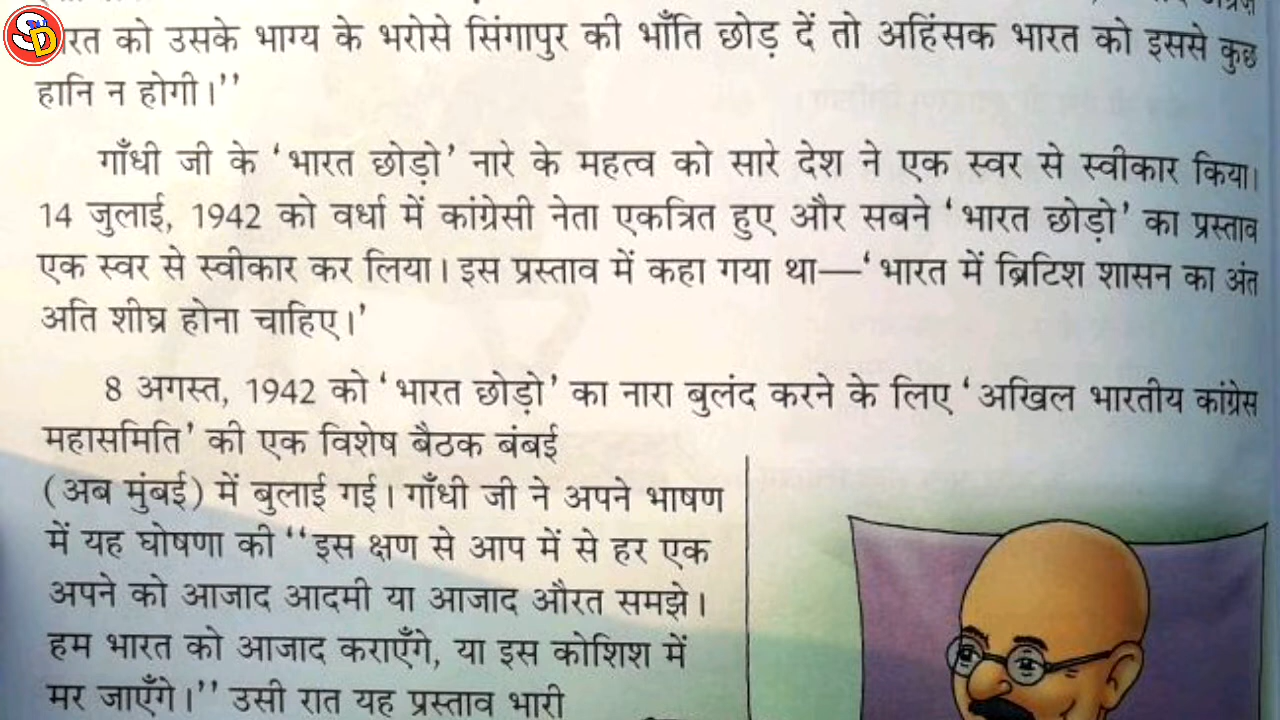 SD
रत को उसके भाग्य के भरोसे सिंगापुर की भाँति छोड़ दें तो अहिंसक भारत को इससे कुछ
हानि न होगी।’’
गाँधी जी के ‘भारत छोड़ो’ नारे के महत्व को सारे देश ने एक स्वर से स्वीकार किया।
14 जुलाई, 1942 को वर्धा में कांग्रेसी नेता एकत्रित हुए और सबने ‘भारत छोड़ो’ का प्रस्ताव
एक स्वर से स्वीकार कर लिया। इस प्रस्ताव में कहा गया था—‘भारत में ब्रिटिश शासन का अंत
अति शीघ्र होना चाहिए।’
8 अगस्त, 1942 को ‘भारत छोड़ो’ का नारा बुलंद करने के लिए ‘अखिल भारतीय कांग्रेस
महासमिति’ की एक विशेष बैठक बंबई
(अब मुंबई) में बुलाई गई। गाँधी जी ने अपने भाषण
में यह घोषणा की ‘‘इस क्षण से आप में से हर एक
अपने को आजाद आदमी या आजाद औरत समझे।
हम भारत को आजाद कराएँगे, या इस कोशिश में
मर जाएँगे।’’ उसी रात यह प्रस्ताव भारी